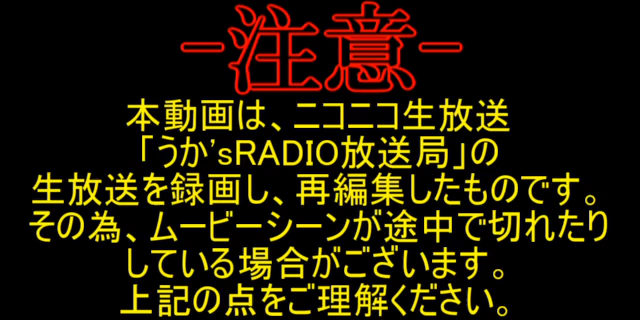 -注意-
本動画は、ニコニコ生放送
「うか'sRADIO放送局」の
生放送を録画し、再編集したものです。
その為、ムービーシーンが途中で切れたり
している場合がございます。
上記の点をご理解ください。